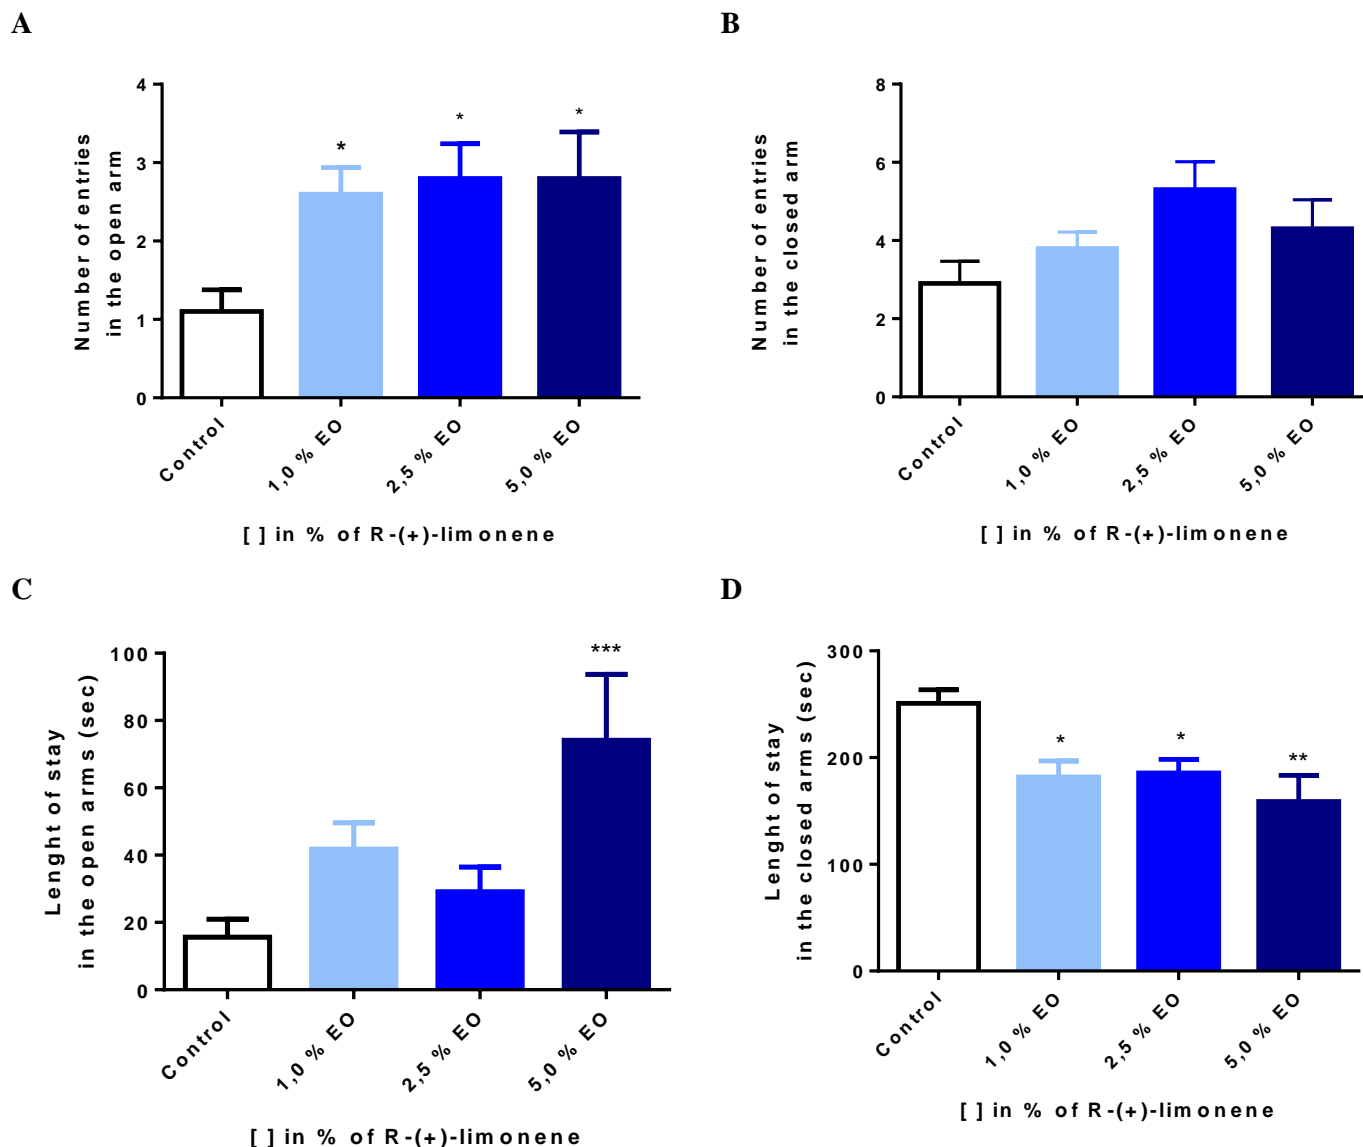 A
Number of entries
in the open arm
4
3
2
1
0
*
*
*
Control
1,0 % EO
2,5 % EO
5,0 % EO
[ ] in % of R-(+)-limonene
B
Number of entries
in the closed arm
8
6
4
2
0
Control
1,0 % EO
2,5 % EO
5,0 % EO
[ ] in % of R-(+)-limonene
C
Lenght of stay
in the open arms (sec)
100
80
60
40
20
0
***
Control
1,0 % EO
2,5 % EO
5,0 % EO
[ ] in % of R-(+)-limonene
D
Lenght of stay
in the closed arms (sec)
300
200
100
0
*
*
**
Control
1,0 % EO
2,5 % EO
5,0 % EO
[ ] in % of R-(+)-limonene